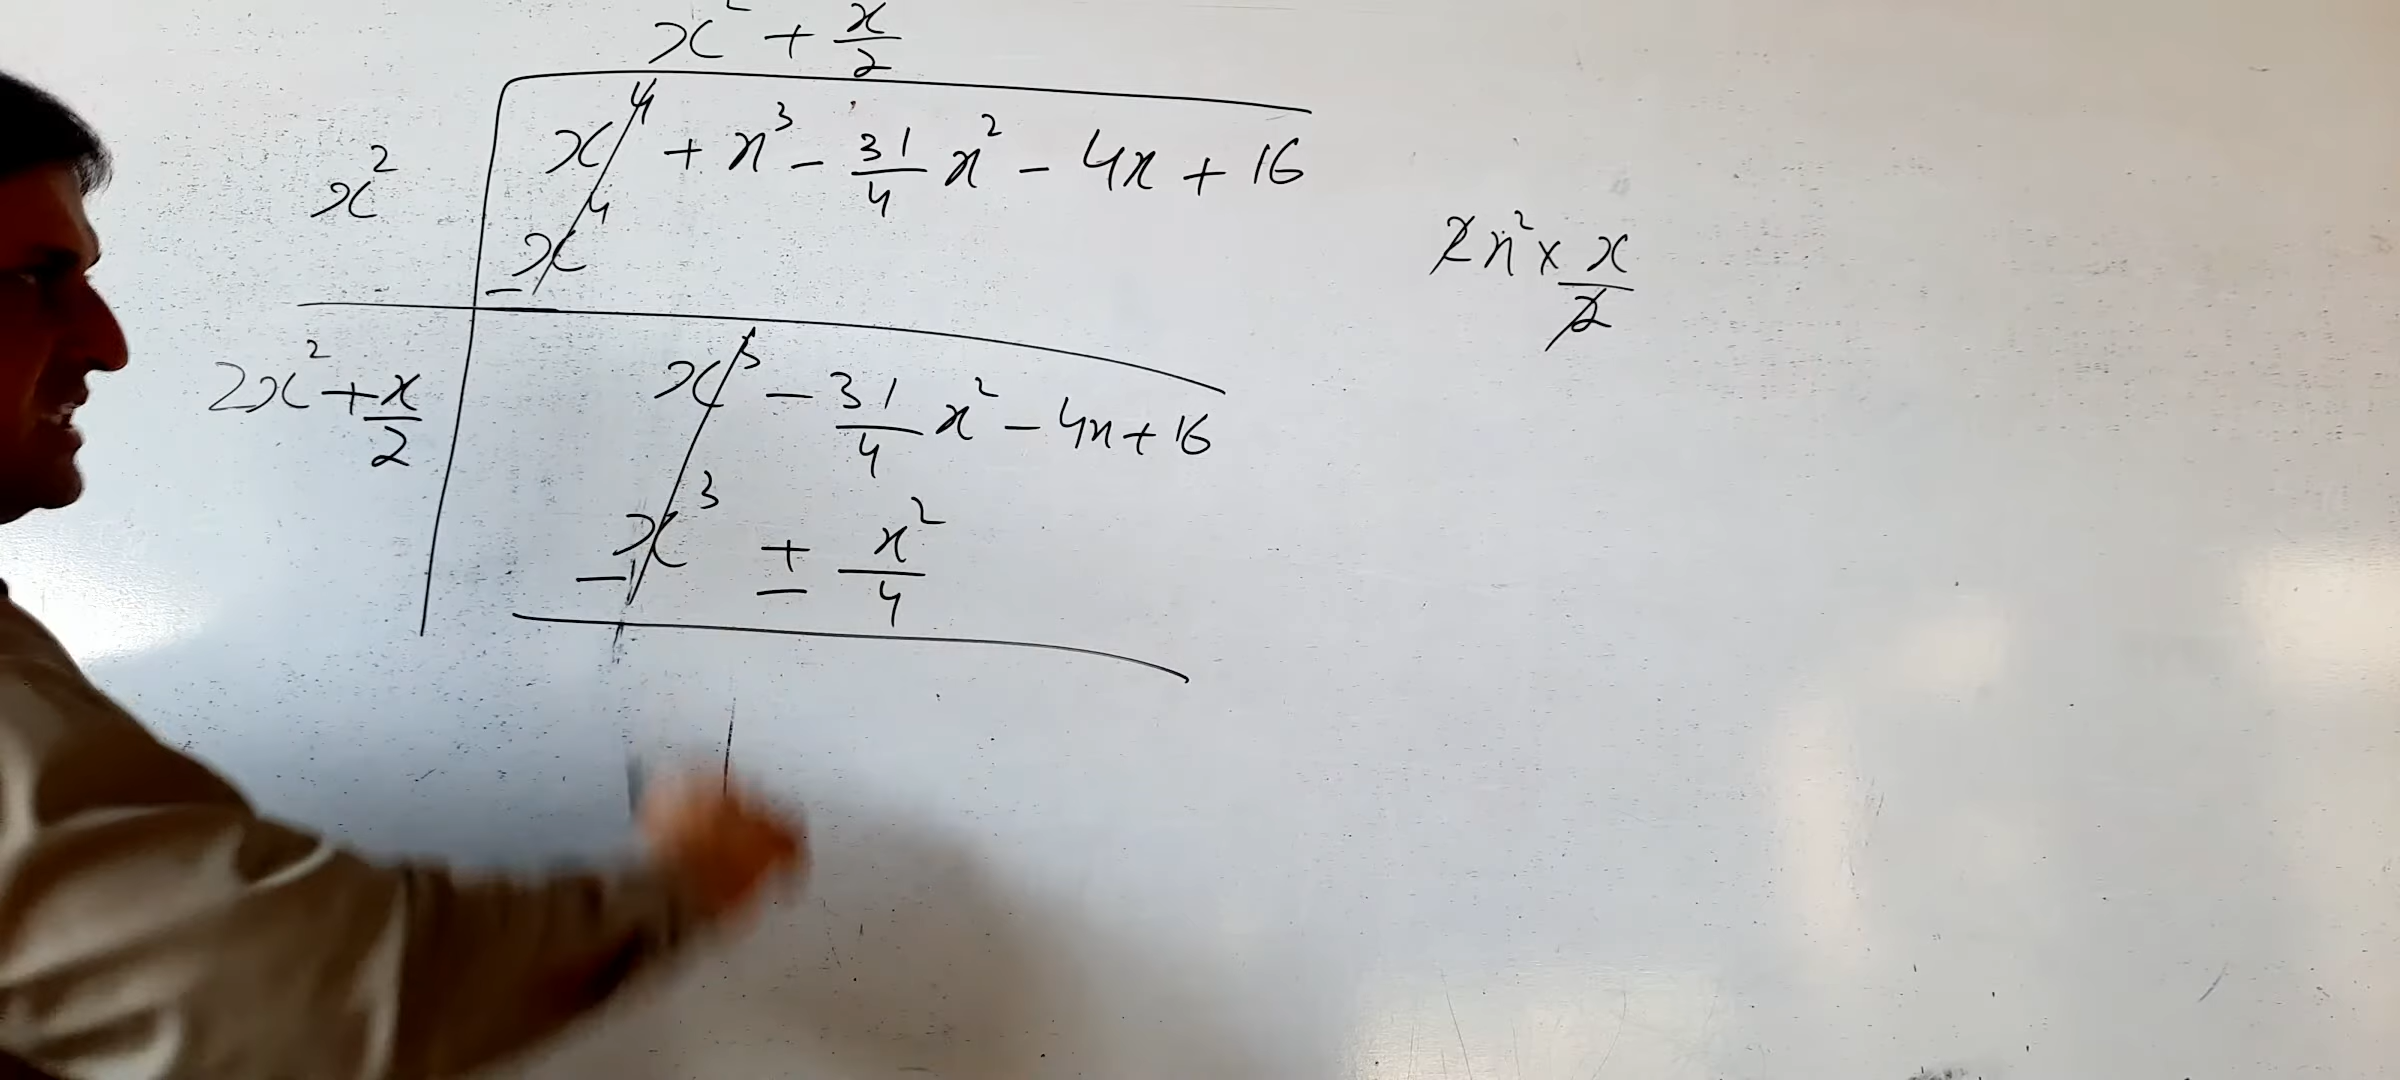 x² + x/2
x² | x⁴ + x³ - 31/4 x² - 4x + 16
- x⁴
2x² × x/2
2x² + x/2 | x³ - 31/4 x² - 4x + 16
- x³ ± x²/4